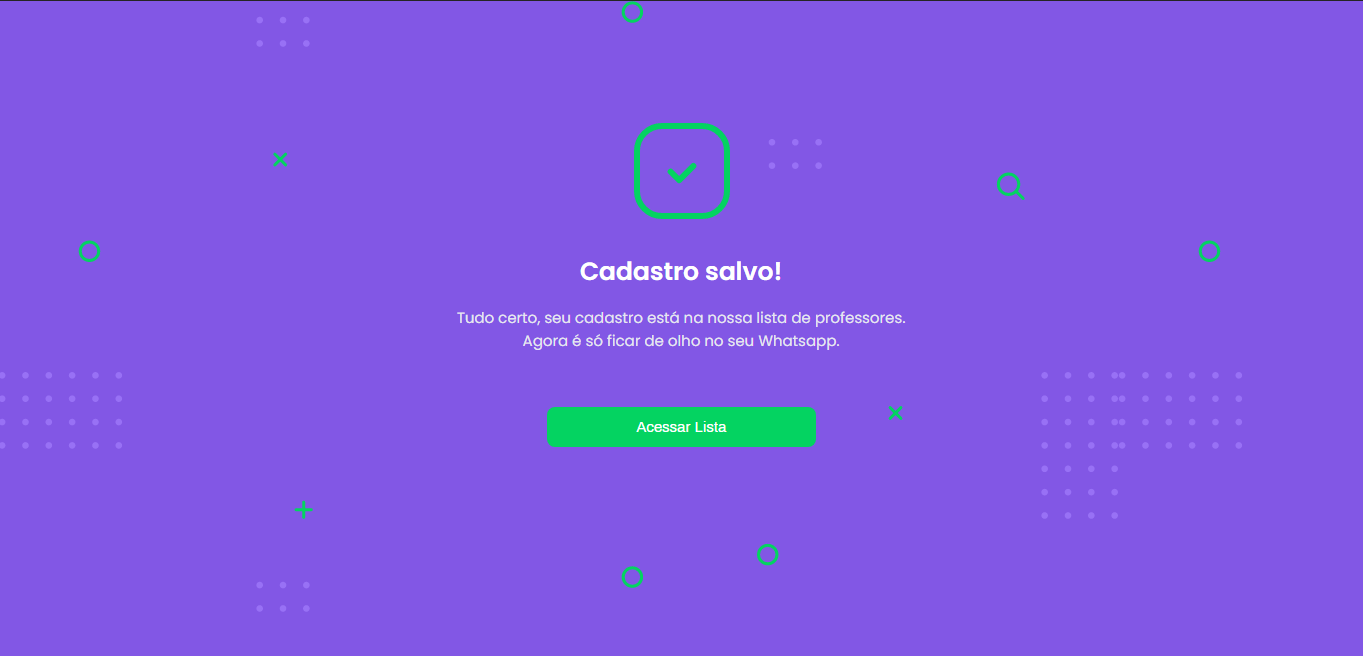 Cadastro salvo!
Tudo certo, seu cadastro está na nossa lista de professores.
Agora é só ficar de olho no seu Whatsapp.
Acessar Lista